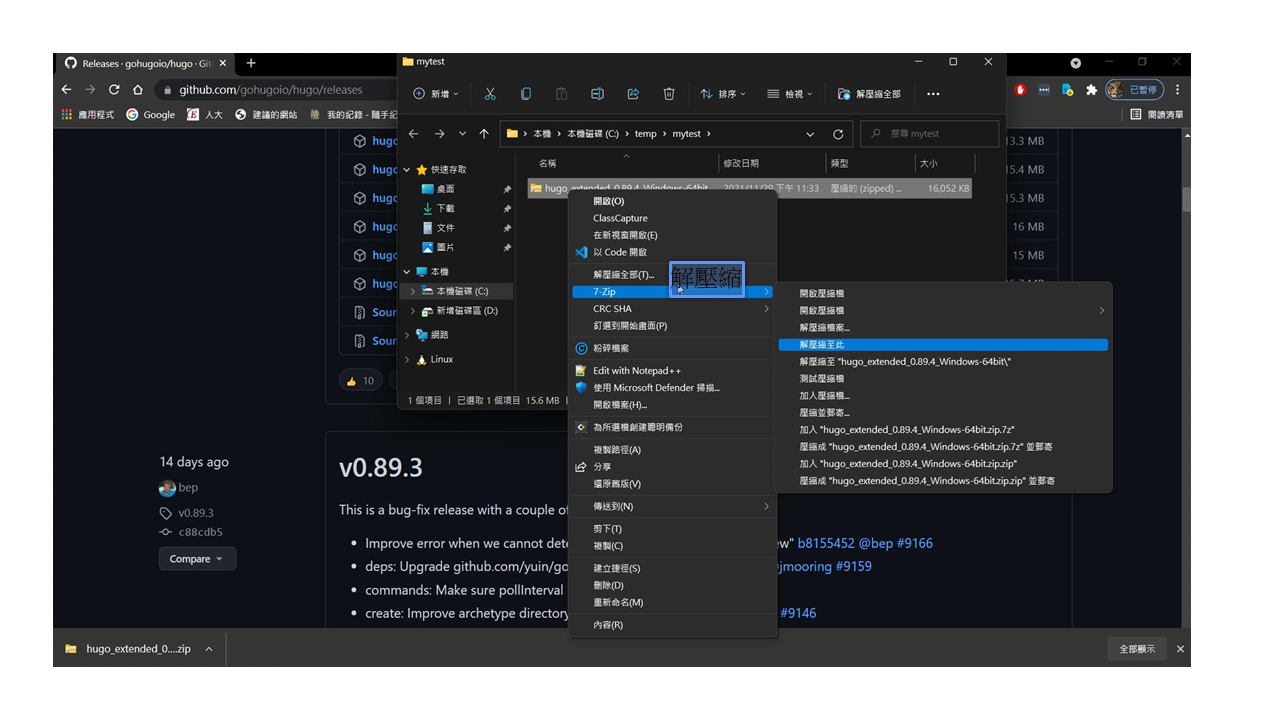 Releases · gohugoio/hugo · Git
mytest
github.com/gohugoio/hugo/releases
新增
排序
檢視
解壓縮全部
已暫停
應用程式
Google
人大
建議的網站
我的紀錄 - 隨手紀
閱讀清單
本機
本機磁碟 (C:)
temp
mytest
搜尋 mytest
名稱
修改日期
類型
大小
hugo_extended_0.89.4_Windows-64bit
2021/11/29 下午 11:33
壓縮的 (zipped) ...
16,052 KB
快速存取
桌面
下載
文件
圖片
本機
本機磁碟 (C:)
新增磁碟區 (D:)
網路
Linux
1 個項目
已選取 1 個項目
15.6 MB
hugo
hugo
hugo
hugo
hugo
hugo
Sour
Sour
13.3 MB
15.4 MB
15.3 MB
16 MB
15 MB
10
開啟(O)
ClassCapture
在新視窗開啟(E)
以 Code 開啟
解壓縮全部(T)...
解壓縮
7-Zip
CRC SHA
釘選到開始畫面(P)
粉碎檔案
Edit with Notepad++
使用 Microsoft Defender 掃描...
開啟檔案(H)...
為所選檔創建聰明備份
複製路徑(A)
分享
還原舊版(V)
傳送到(N)
剪下(T)
複製(C)
建立捷徑(S)
刪除(D)
重新命名(M)
內容(R)
開啟壓縮檔
開啟壓縮檔
解壓縮檔案...
解壓縮至此
解壓縮至 "hugo_extended_0.89.4_Windows-64bit\"
測試壓縮檔
加入壓縮檔...
壓縮並郵寄...
加入 "hugo_extended_0.89.4_Windows-64bit.zip.7z"
壓縮成 "hugo_extended_0.89.4_Windows-64bit.zip.7z" 並郵寄
加入 "hugo_extended_0.89.4_Windows-64bit.zip.zip"
壓縮成 "hugo_extended_0.89.4_Windows-64bit.zip.zip" 並郵寄
14 days ago
bep
v0.89.3
c88cdb5
Compare
v0.89.3
This is a bug-fix release with a couple of
Improve error when we cannot dete
ew" b8155452 @bep #9166
deps: Upgrade github.com/yuin/go
jmooring #9159
commands: Make sure pollInterval
create: Improve archetype directory
#9146
hugo_extended_0....zip
全部顯示